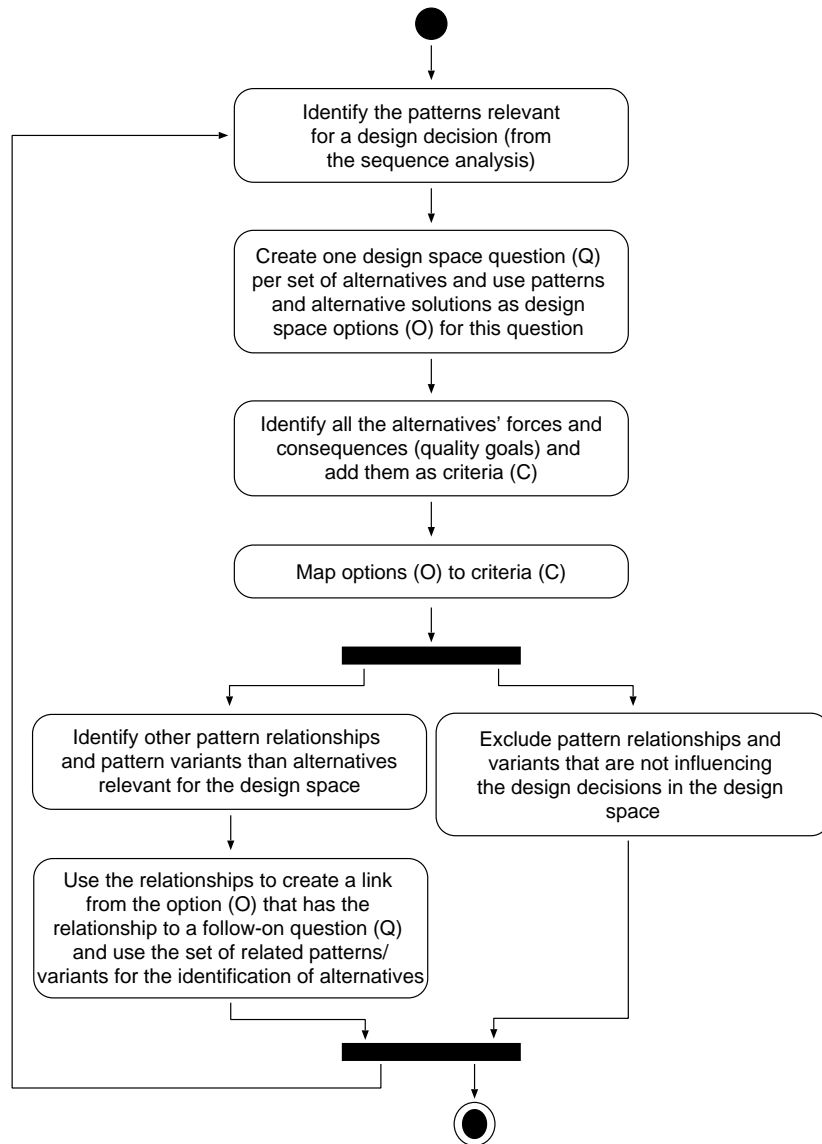 Identify the patterns relevant
for a design decision (from
the sequence analysis)
Create one design space question (Q)
per set of alternatives and use patterns
and alternative solutions as design
space options (O) for this question
Identify all the alternatives’ forces and
consequences (quality goals) and
add them as criteria (C)
Map options (O) to criteria (C)
Identify other pattern relationships
and pattern variants than alternatives
relevant for the design space
Exclude pattern relationships and
variants that are not influencing
the design decisions in the design
space
Use the relationships to create a link
from the option (O) that has the
relationship to a follow-on question (Q)
and use the set of related patterns/
variants for the identification of alternatives